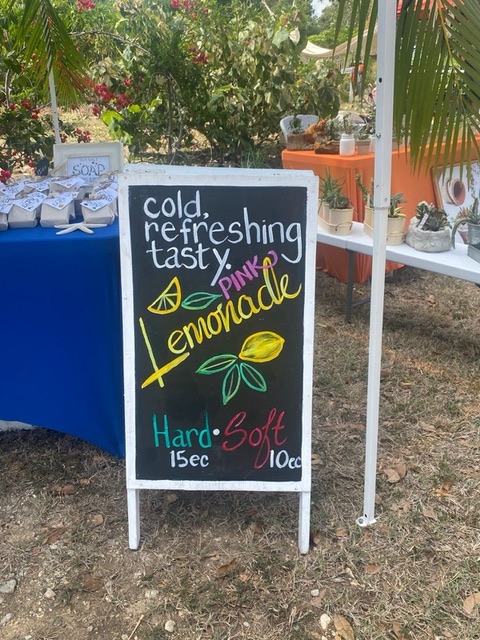 SOAP
cold,
refreshing
tasty.
PINK
Lemonade
Hard · Soft
15ec 10ec